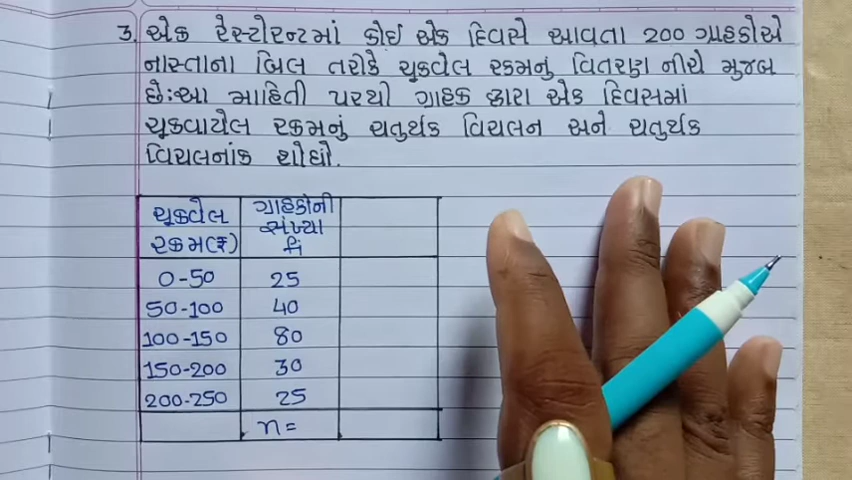 3. એક રેસ્ટોરન્ટમાં કોઈ એક દિવસે આવતા 200 ગ્રાહકોએ
નાસ્તાના બિલ તરીકે ચૂકવેલ રકમનું વિતરણ નીચે મુજબ
છે:આ માહિતી પરથી ગ્રાહક દ્વારા એક દિવસમાં
ચૂકવાયેલ રકમનું ચતુર્થક વિચલન અને ચતુર્થક
વિચલનાંક શોધો.
ચૂકવેલ ગ્રાહકોની
રકમ(₹) સંખ્યા
fi
0-50 25
50-100 40
100-150 80
150-200 30
200-250 25
n =